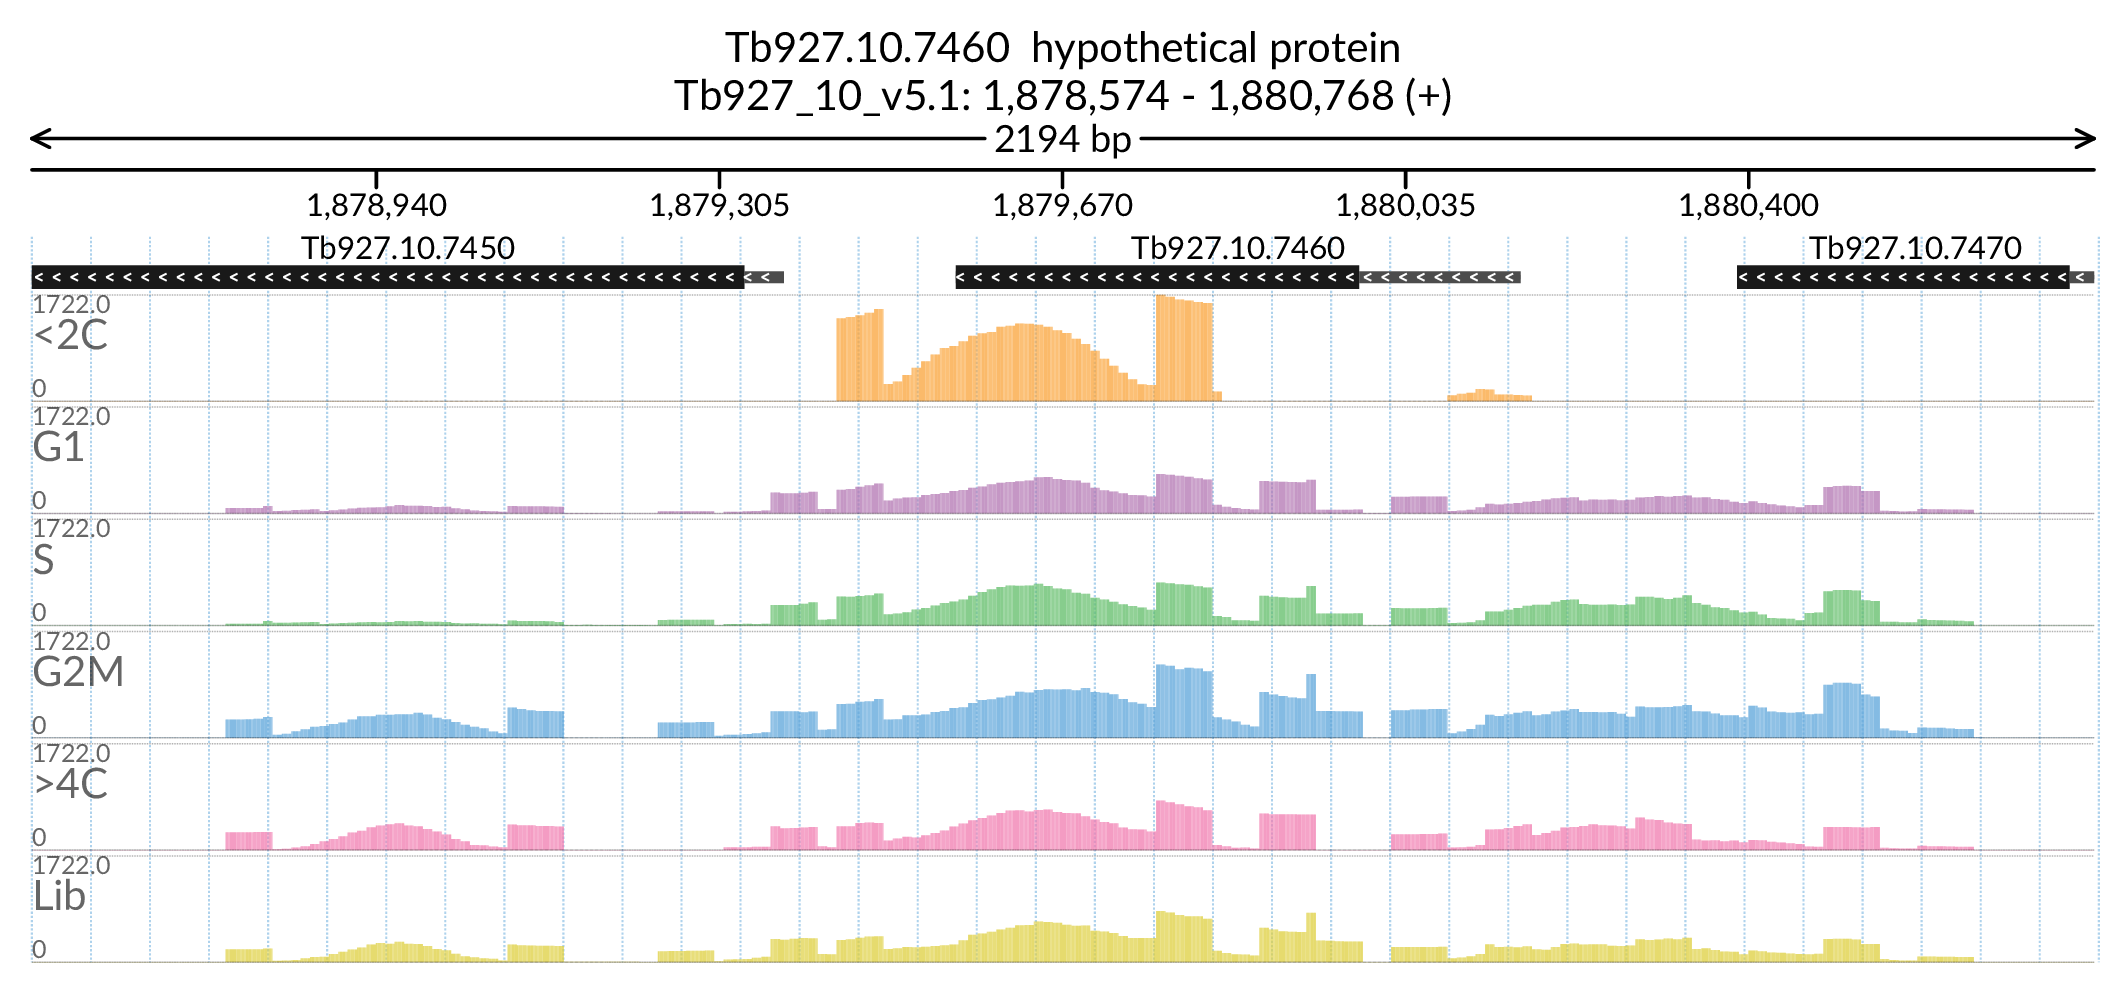 Tb927.10.7460 hypothetical protein
Tb927_10_v5.1: 1,878,574 - 1,880,768 (+)
2194 bp
1,878,940 1,879,305 1,879,670 1,880,035 1,880,400
Tb927.10.7450 Tb927.10.7460 Tb927.10.7470
1722.0
<2C
0
1722.0
G1
0
1722.0
S
0
1722.0
G2M
0
1722.0
>4C
0
1722.0
Lib
0